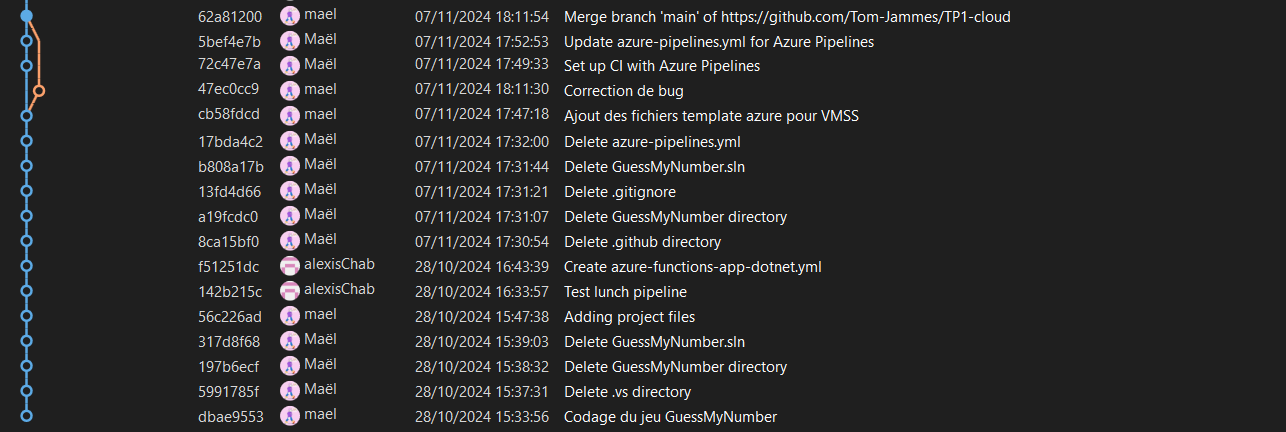 62a81200 mael 07/11/2024 18:11:54 Merge branch 'main' of https://github.com/Tom-Jammes/TP1-cloud
5bef4e7b Maël 07/11/2024 17:52:53 Update azure-pipelines.yml for Azure Pipelines
72c47e7a Maël 07/11/2024 17:49:33 Set up CI with Azure Pipelines
47ec0cc9 mael 07/11/2024 18:11:30 Correction de bug
cb58fdcd mael 07/11/2024 17:47:18 Ajout des fichiers template azure pour VMSS
17bda4c2 Maël 07/11/2024 17:32:00 Delete azure-pipelines.yml
b808a17b Maël 07/11/2024 17:31:44 Delete GuessMyNumber.sln
13fd4d66 Maël 07/11/2024 17:31:21 Delete .gitignore
a19fcdc0 Maël 07/11/2024 17:31:07 Delete GuessMyNumber directory
8ca15bf0 Maël 07/11/2024 17:30:54 Delete .github directory
f51251dc alexisChab 28/10/2024 16:43:39 Create azure-functions-app-dotnet.yml
142b215c alexisChab 28/10/2024 16:33:57 Test lunch pipeline
56c226ad mael 28/10/2024 15:47:38 Adding project files
317d8f68 Maël 28/10/2024 15:39:03 Delete GuessMyNumber.sln
197b6ecf Maël 28/10/2024 15:38:32 Delete GuessMyNumber directory
5991785f Maël 28/10/2024 15:37:31 Delete .vs directory
dbae9553 mael 28/10/2024 15:33:56 Codage du jeu GuessMyNumber